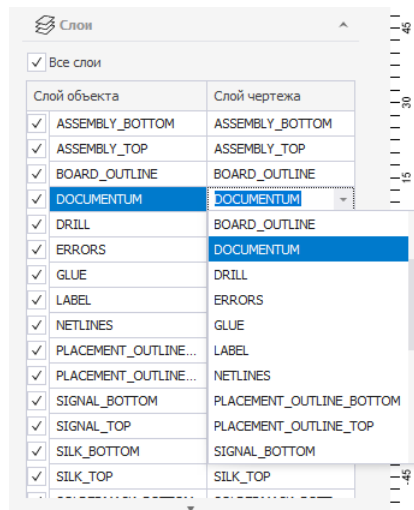 Слои
Все слои
Слой объекта Слой чертежа
ASSEMBLY_BOTTOM ASSEMBLY_BOTTOM
ASSEMBLY_TOP ASSEMBLY_TOP
BOARD_OUTLINE BOARD_OUTLINE
DOCUMENTUM DOCUMENTUM
DRILL BOARD_OUTLINE
ERRORS DOCUMENTUM
GLUE DRILL
LABEL ERRORS
NETLINES GLUE
PLACEMENT_OUTLINE... LABEL
PLACEMENT_OUTLINE... NETLINES
SIGNAL_BOTTOM PLACEMENT_OUTLINE_BOTTOM
SIGNAL_TOP PLACEMENT_OUTLINE_TOP
SILK_BOTTOM SIGNAL_BOTTOM
SILK_TOP SILK_TOP
45
30
15
-45